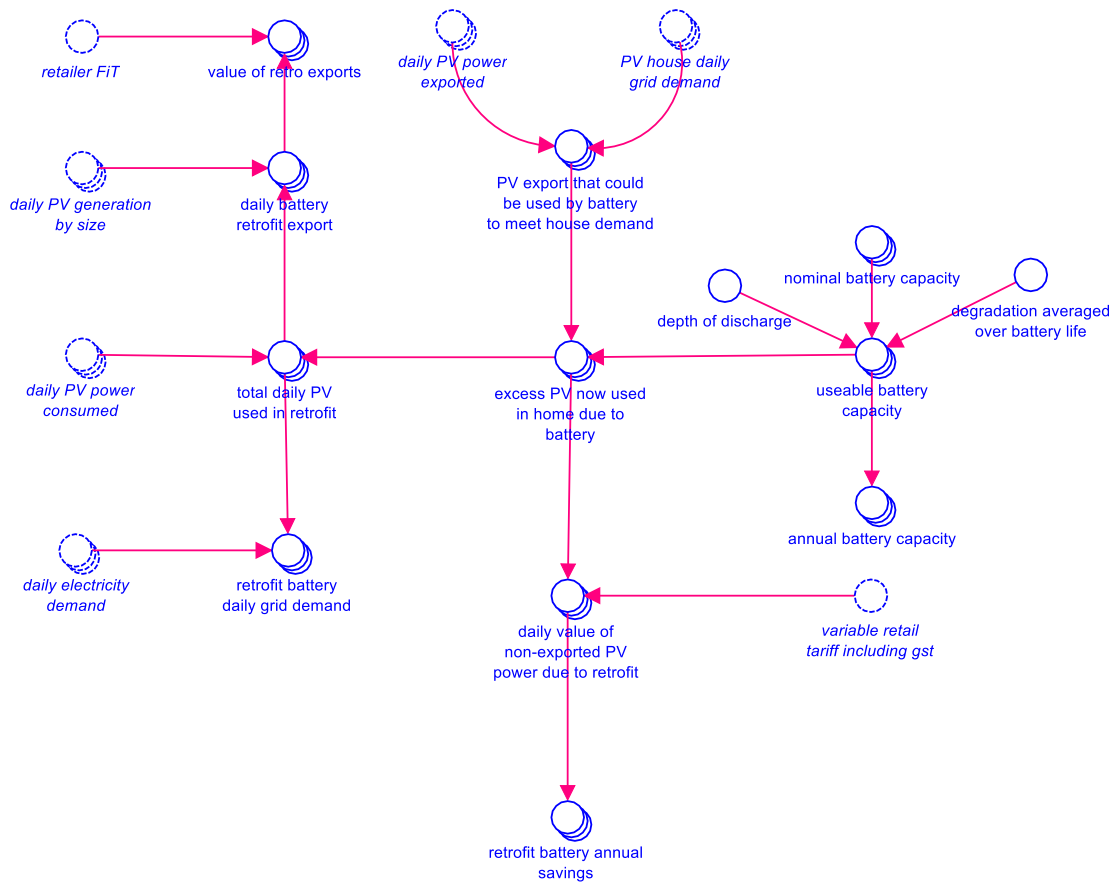 retailer FiT
value of retro exports
daily PV power
exported
PV house daily
grid demand
daily PV generation
by size
daily battery
retrofit export
PV export that could
be used by battery
to meet house demand
nominal battery capacity
depth of discharge
degradation averaged
over battery life
daily PV power
consumed
total daily PV
used in retrofit
excess PV now used
in home due to
battery
useable battery
capacity
annual battery capacity
daily electricity
demand
retrofit battery
daily grid demand
daily value of
non-exported PV
power due to retrofit
variable retail
tariff including gst
retrofit battery annual
savings